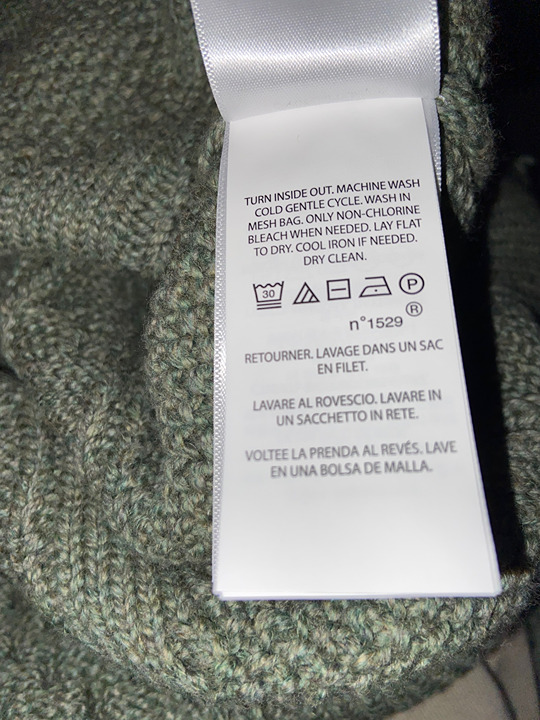 TURN INSIDE OUT. MACHINE WASH
COLD GENTLE CYCLE. WASH IN
MESH BAG. ONLY NON-CHLORINE
BLEACH WHEN NEEDED. LAY FLAT
TO DRY. COOL IRON IF NEEDED.
DRY CLEAN.
30 P
n°1529 ®
RETOURNER. LAVAGE DANS UN SAC
EN FILET.
LAVARE AL ROVESCIO. LAVARE IN
UN SACCHETTO IN RETE.
VOLTEE LA PRENDA AL REVÉS. LAVE
EN UNA BOLSA DE MALLA.